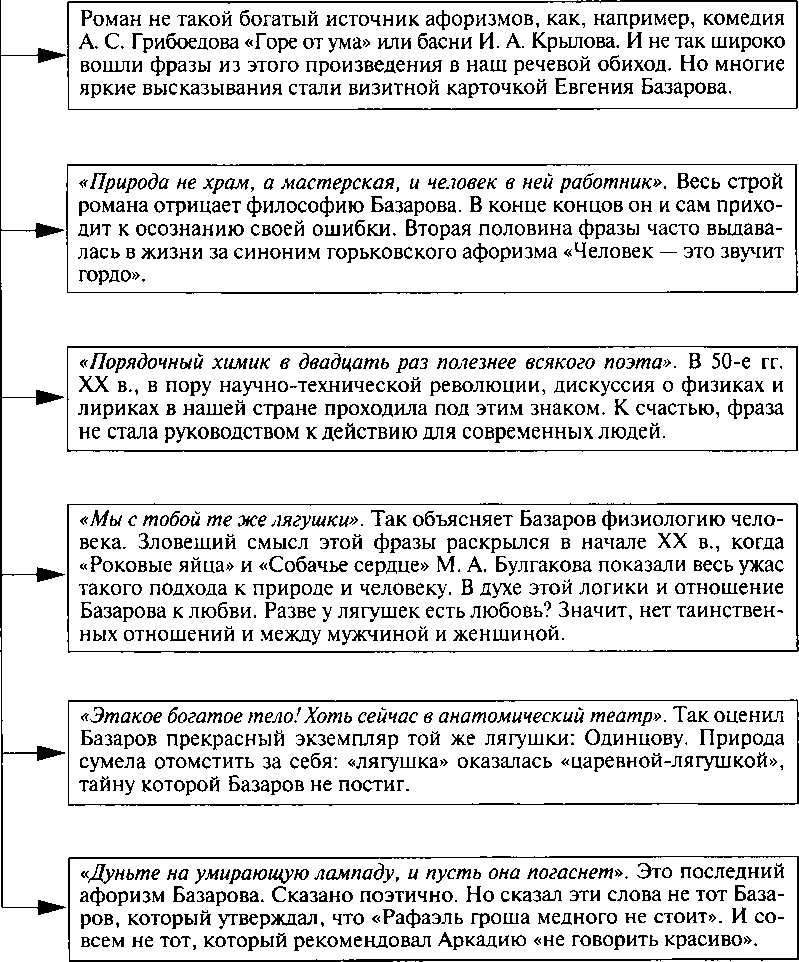 Роман не такой богатый источник афоризмов, как, например, комедия
А. С. Грибоедова «Горе от ума» или басни И. А. Крылова. И не так широко
вошли фразы из этого произведения в наш речевой обиход. Но многие
яркие высказывания стали визитной карточкой Евгения Базарова.
«Природа не храм, а мастерская, и человек в ней работник». Весь строй
романа отрицает философию Базарова. В конце концов он и сам прихо-
дит к осознанию своей ошибки. Вторая половина фразы часто выдава-
лась в жизни за синоним горьковского афоризма «Человек — это звучит
гордо».
«Порядочный химик в двадцать раз полезнее всякого поэта». В 50-е гг.
XX в., в пору научно-технической революции, дискуссия о физиках и
лириках в нашей стране проходила под этим знаком. К счастью, фраза
не стала руководством к действию для современных людей.
«Мы с тобой те же лягушки». Так объясняет Базаров физиологию чело-
века. Зловещий смысл этой фразы раскрылся в начале XX в., когда
«Роковые яйца» и «Собачье сердце» М. А. Булгакова показали весь ужас
такого подхода к природе и человеку. В духе этой логики и отношение
Базарова к любви. Разве у лягушек есть любовь? Значит, нет таинствен-
ных отношений и между мужчиной и женщиной.
«Этакое богатое тело! Хоть сейчас в анатомический театр». Так оценил
Базаров прекрасный экземпляр той же лягушки: Одинцову. Природа
сумела отомстить за себя: «лягушка» оказалась «царевной-лягушкой»,
тайну которой Базаров не постиг.
«Дуньте на умирающую лампаду, и пусть она погаснет». Это последний
афоризм Базарова. Сказано поэтично. Но сказал эти слова не тот База-
ров, который утверждал, что «Рафаэль гроша медного не стоит». И со-
всем не тот, который рекомендовал Аркадию «не говорить красиво».